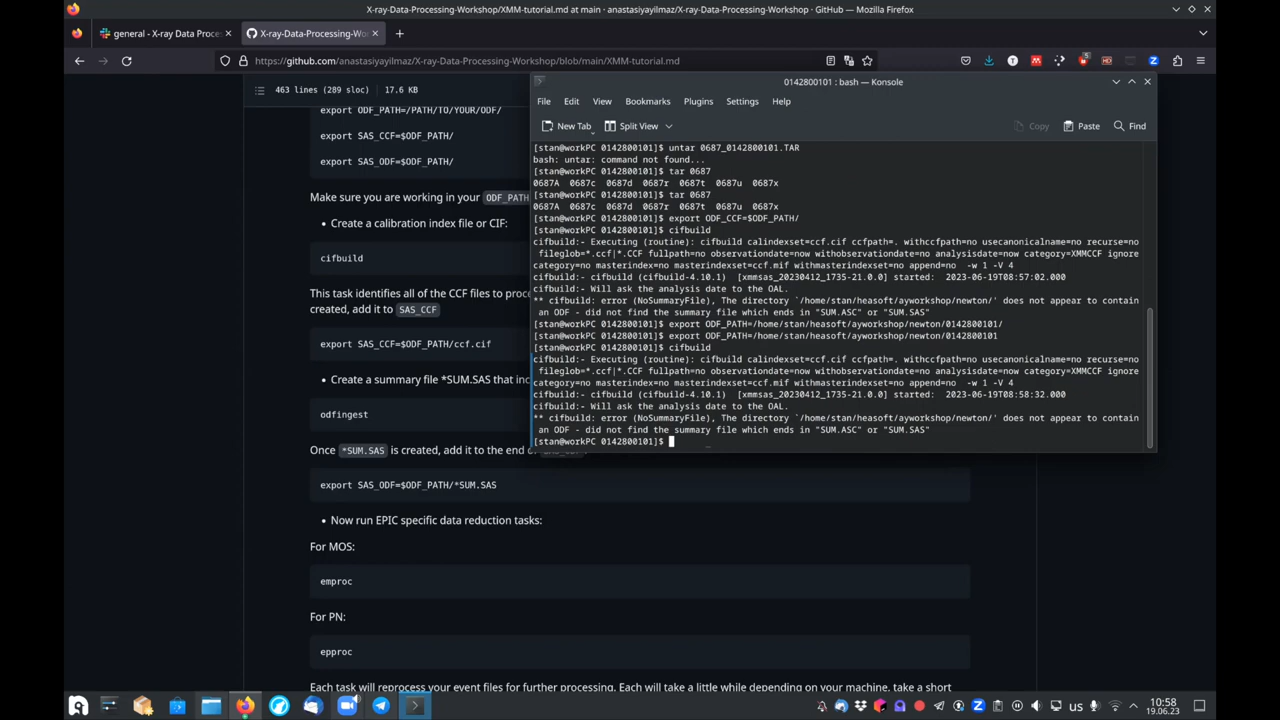 X-ray-Data-Processing-Workshop/XMM-tutorial.md at main · anastasiyayilmaz/X-ray-Data-Processing-Workshop · GitHub — Mozilla Firefox
general - X-ray Data Proces
X-ray-Data-Processing-Wo
https://github.com/anastasiyayilmaz/X-ray-Data-Processing-Workshop/blob/main/XMM-tutorial.md
463 lines (289 sloc)
17.6 KB
export ODF_PATH=/PATH/TO/YOUR/ODF/
export SAS_CCF=$ODF_PATH/
export SAS_ODF=$ODF_PATH/
Make sure you are working in your ODF_PATH
• Create a calibration index file or CIF:
cifbuild
This task identifies all of the CCF files to proce
created, add it to SAS_CCF
export SAS_CCF=$ODF_PATH/ccf.cif
• Create a summary file *SUM.SAS that inc
odfingest
Once *SUM.SAS is created, add it to the end of
export SAS_ODF=$ODF_PATH/*SUM.SAS
• Now run EPIC specific data reduction tasks:
For MOS:
emproc
For PN:
epproc
Each task will reprocess your event files for further processing. Each will take a little while depending on your machine, take a short
0142800101 : bash — Konsole
File Edit View Bookmarks Plugins Settings Help
New Tab Split View Copy Paste Find
[stan@workPC 0142800101]$ untar 0687_0142800101.TAR
bash: untar: command not found...
[stan@workPC 0142800101]$ tar 0687
0687A 0687c 0687d 0687r 0687t 0687u 0687x
[stan@workPC 0142800101]$ tar 0687
0687A 0687c 0687d 0687r 0687t 0687u 0687x
[stan@workPC 0142800101]$ export ODF_CCF=$ODF_PATH/
[stan@workPC 0142800101]$ cifbuild
cifbuild:- Executing (routine): cifbuild calindexset=ccf.cif ccfpath=. withccfpath=no usecanonicalname=no recurse=no
fileglob=*.ccf|*.CCF fullpath=no observationdate=now withobservationdate=no analysisdate=now category=XMMCCF ignore
category=no masterindex=no masterindexset=ccf.mif withmasterindexset=no append=no -w 1 -V 4
cifbuild:- cifbuild (cifbuild-4.10.1) [xmmsas_20230412_1735-21.0.0] started: 2023-06-19T08:57:02.000
cifbuild:- Will ask the analysis date to the OAL.
** cifbuild: error (NoSummaryFile), The directory `/home/stan/heasoft/ayworkshop/newton/' does not appear to contain
an ODF - did not find the summary file which ends in "SUM.ASC" or "SUM.SAS"
[stan@workPC 0142800101]$ export ODF_PATH=/home/stan/heasoft/ayworkshop/newton/0142800101/
[stan@workPC 0142800101]$ export ODF_PATH=/home/stan/heasoft/ayworkshop/newton/0142800101
[stan@workPC 0142800101]$ cifbuild
cifbuild:- Executing (routine): cifbuild calindexset=ccf.cif ccfpath=. withccfpath=no usecanonicalname=no recurse=no
fileglob=*.ccf|*.CCF fullpath=no observationdate=now withobservationdate=no analysisdate=now category=XMMCCF ignore
category=no masterindex=no masterindexset=ccf.mif withmasterindexset=no append=no -w 1 -V 4
cifbuild:- cifbuild (cifbuild-4.10.1) [xmmsas_20230412_1735-21.0.0] started: 2023-06-19T08:58:32.000
cifbuild:- Will ask the analysis date to the OAL.
** cifbuild: error (NoSummaryFile), The directory `/home/stan/heasoft/ayworkshop/newton/' does not appear to contain
an ODF - did not find the summary file which ends in "SUM.ASC" or "SUM.SAS"
[stan@workPC 0142800101]$
us
10:58
19.06.23